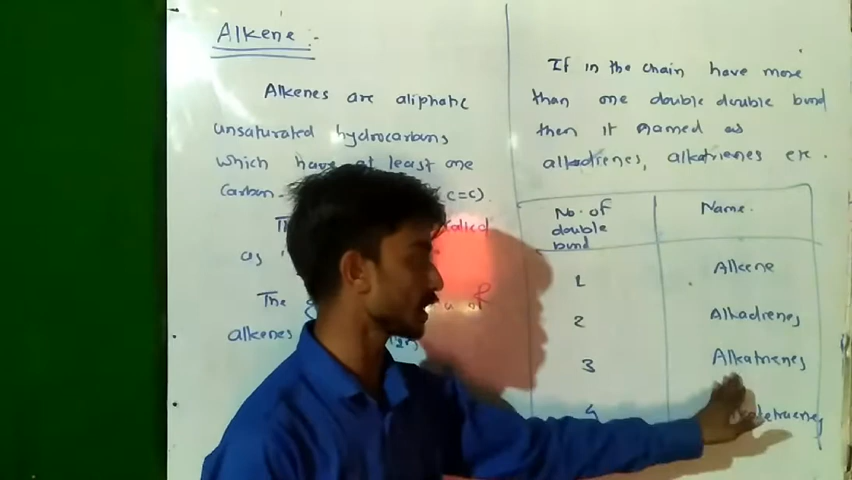 Alkene :-
Alkenes are aliphatic
unsaturated hydrocarbons
which have at least one
carbon- (C=C).
as
The of
alkenes
If in the chain have more
than one double double bond
then it named as
alkadienes, alkatrienes etc.
No. of double bond Name.
1 Alkene
2 Alkadienes
3 Alkatrienes
4